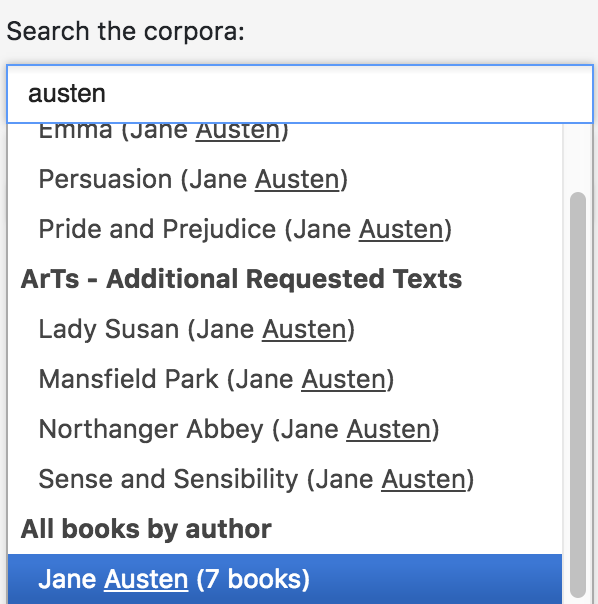 Search the corpora:
austen
Emma (Jane Austen)
Persuasion (Jane Austen)
Pride and Prejudice (Jane Austen)
ArTs - Additional Requested Texts
Lady Susan (Jane Austen)
Mansfield Park (Jane Austen)
Northanger Abbey (Jane Austen)
Sense and Sensibility (Jane Austen)
All books by author
Jane Austen (7 books)